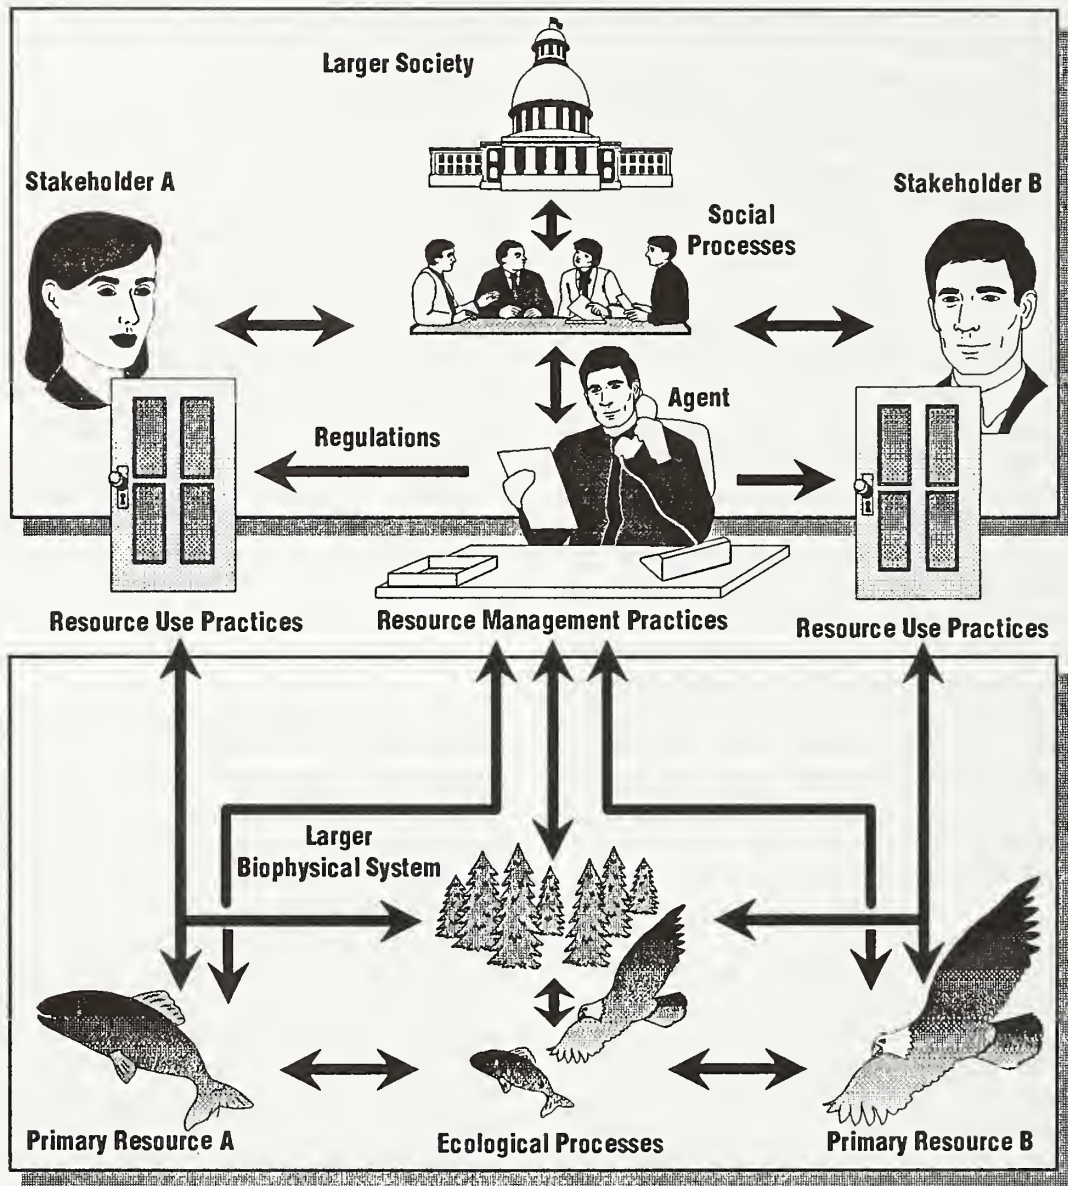 Larger Society
Stakeholder A
Stakeholder B
Social
Processes
Agent
Regulations
Resource Use Practices
Resource Management Practices
Resource Use Practices
Larger
Biophysical System
Primary Resource A
Ecological Processes
Primary Resource B